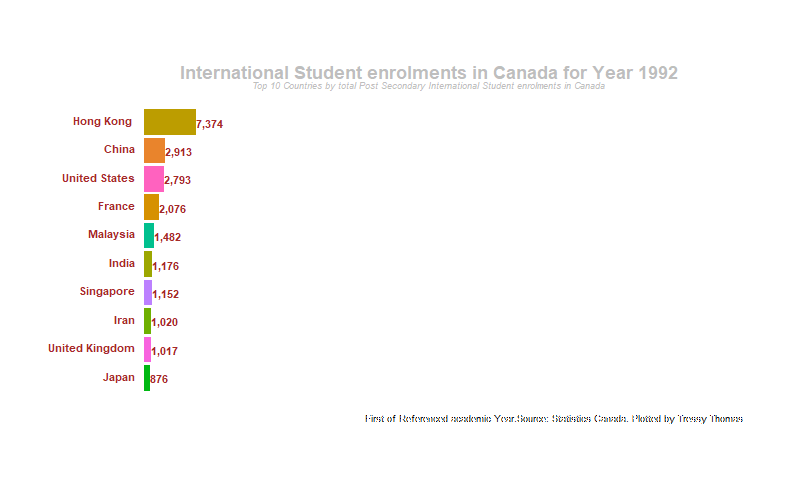 International Student enrolments in Canada for Year 1992
Top 10 Countries by total Post Secondary International Student enrolments in Canada
Hong Kong 7,374
China 2,913
United States 2,793
France 2,076
Malaysia 1,482
India 1,176
Singapore 1,152
Iran 1,020
United Kingdom 1,017
Japan 876
First of Referenced academic Year.Source: Statistics Canada. Plotted by Tressy Thomas